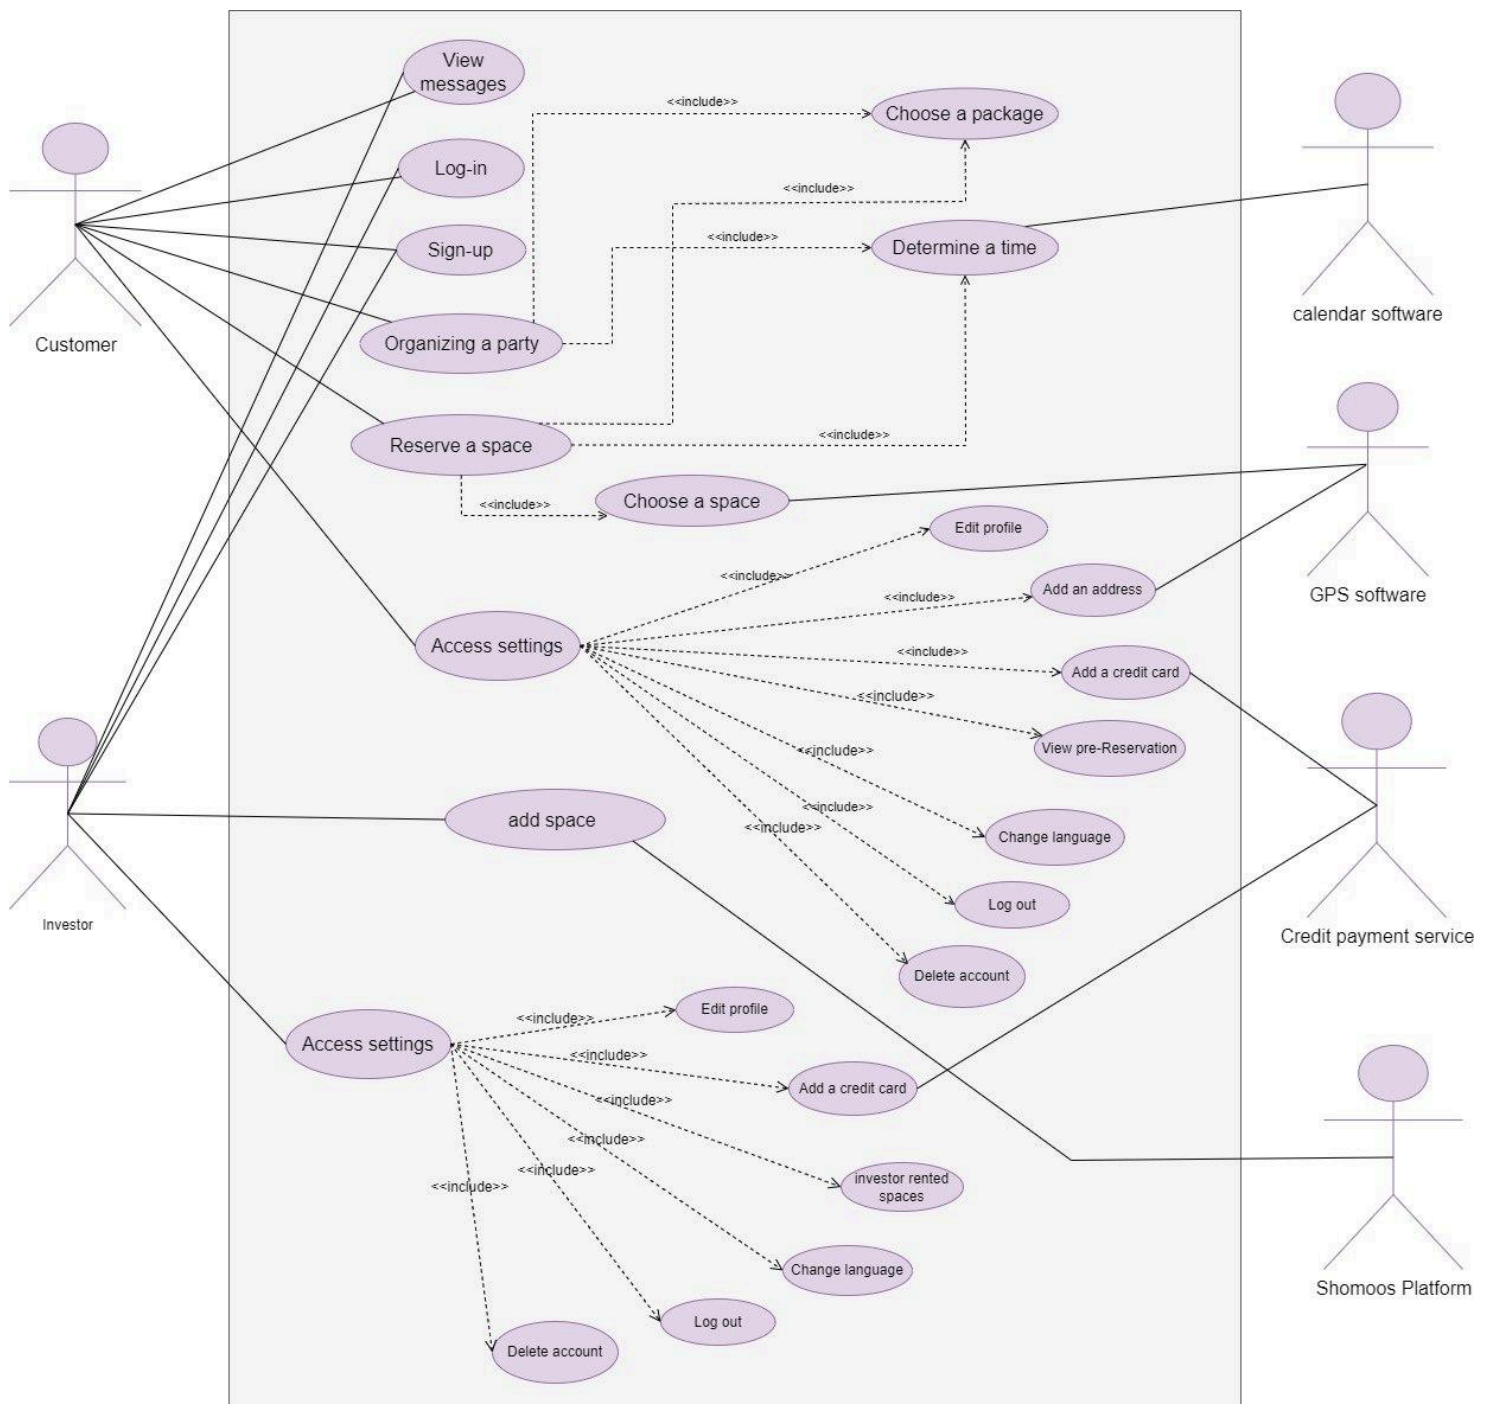 View
messages
<<include>>
Choose a package
Log-in
<<include>>
Sign-up
<<include>>
Determine a time
calendar software
Customer
Organizing a party
<<include>>
Reserve a space
<<include>>
Choose a space
Edit profile
<<include>>
Add an address
<<include>>
GPS software
Access settings
<<include>>
Add a credit card
<<include>>
View pre-Reservation
<<include>>
<<include>>
add space
<<include>>
Change language
Log out
Investor
Credit payment service
Delete account
Edit profile
<<include>>
Access settings
<<include>>
Add a credit card
<<include>>
<<include>>
<<include>>
<<include>>
investor rented
spaces
Change language
Shomoos Platform
Log out
Delete account